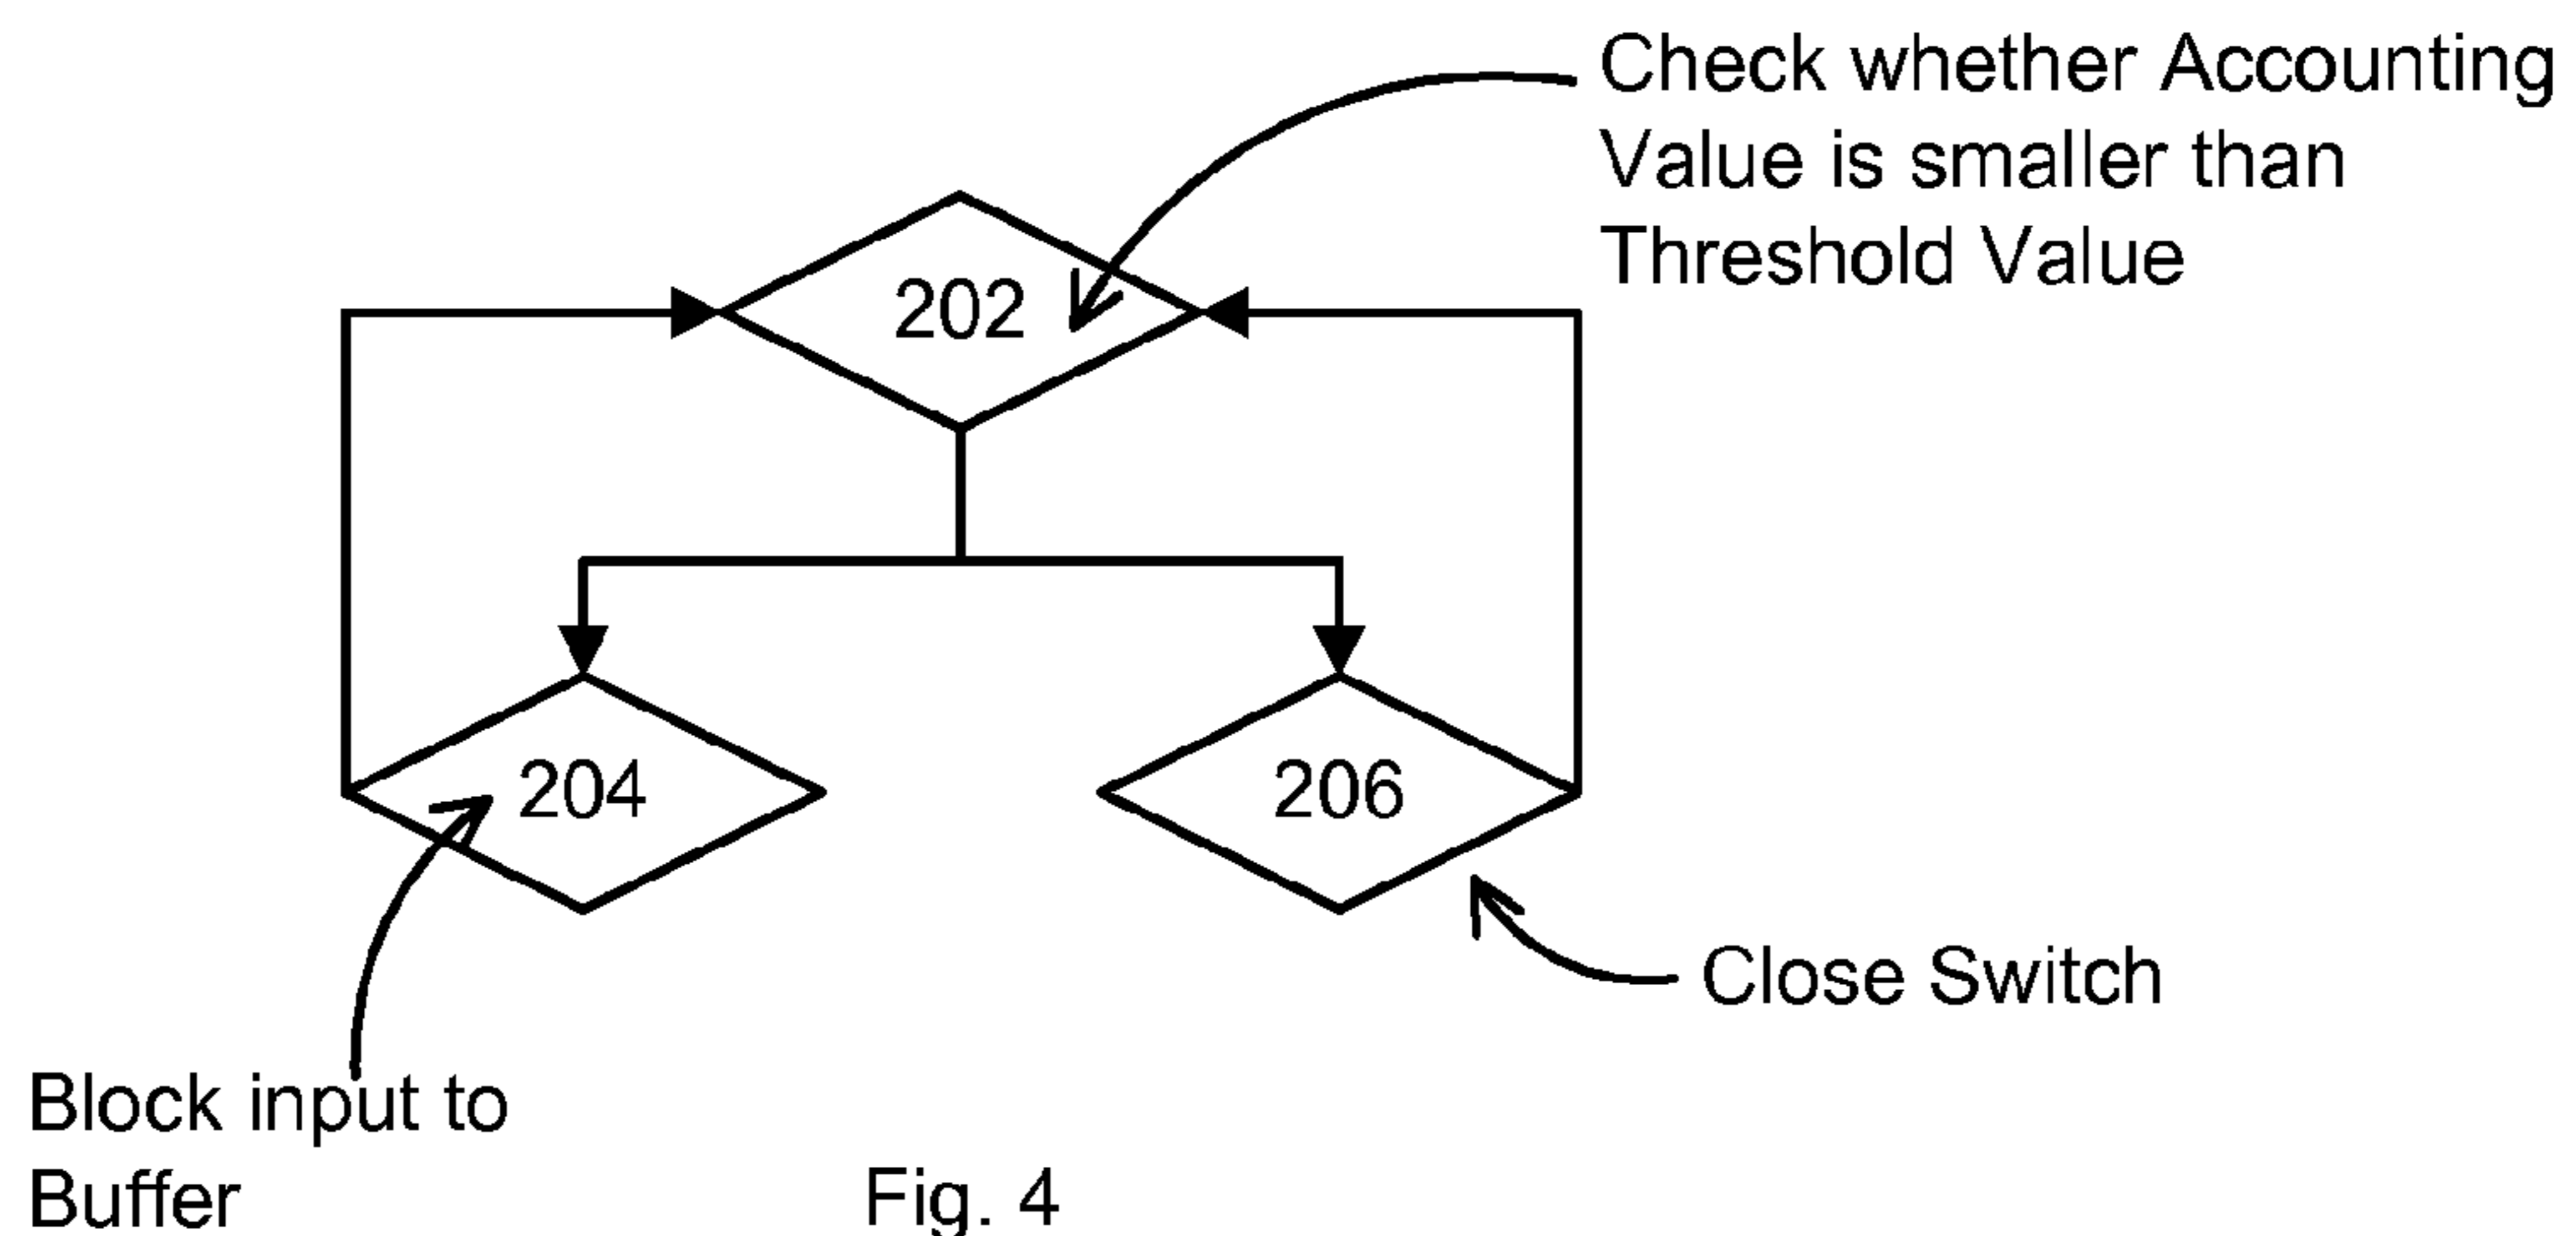 Check whether Accounting
Value is smaller than
Threshold Value
202
204
206
Close Switch
Block input to
Buffer
Fig. 4